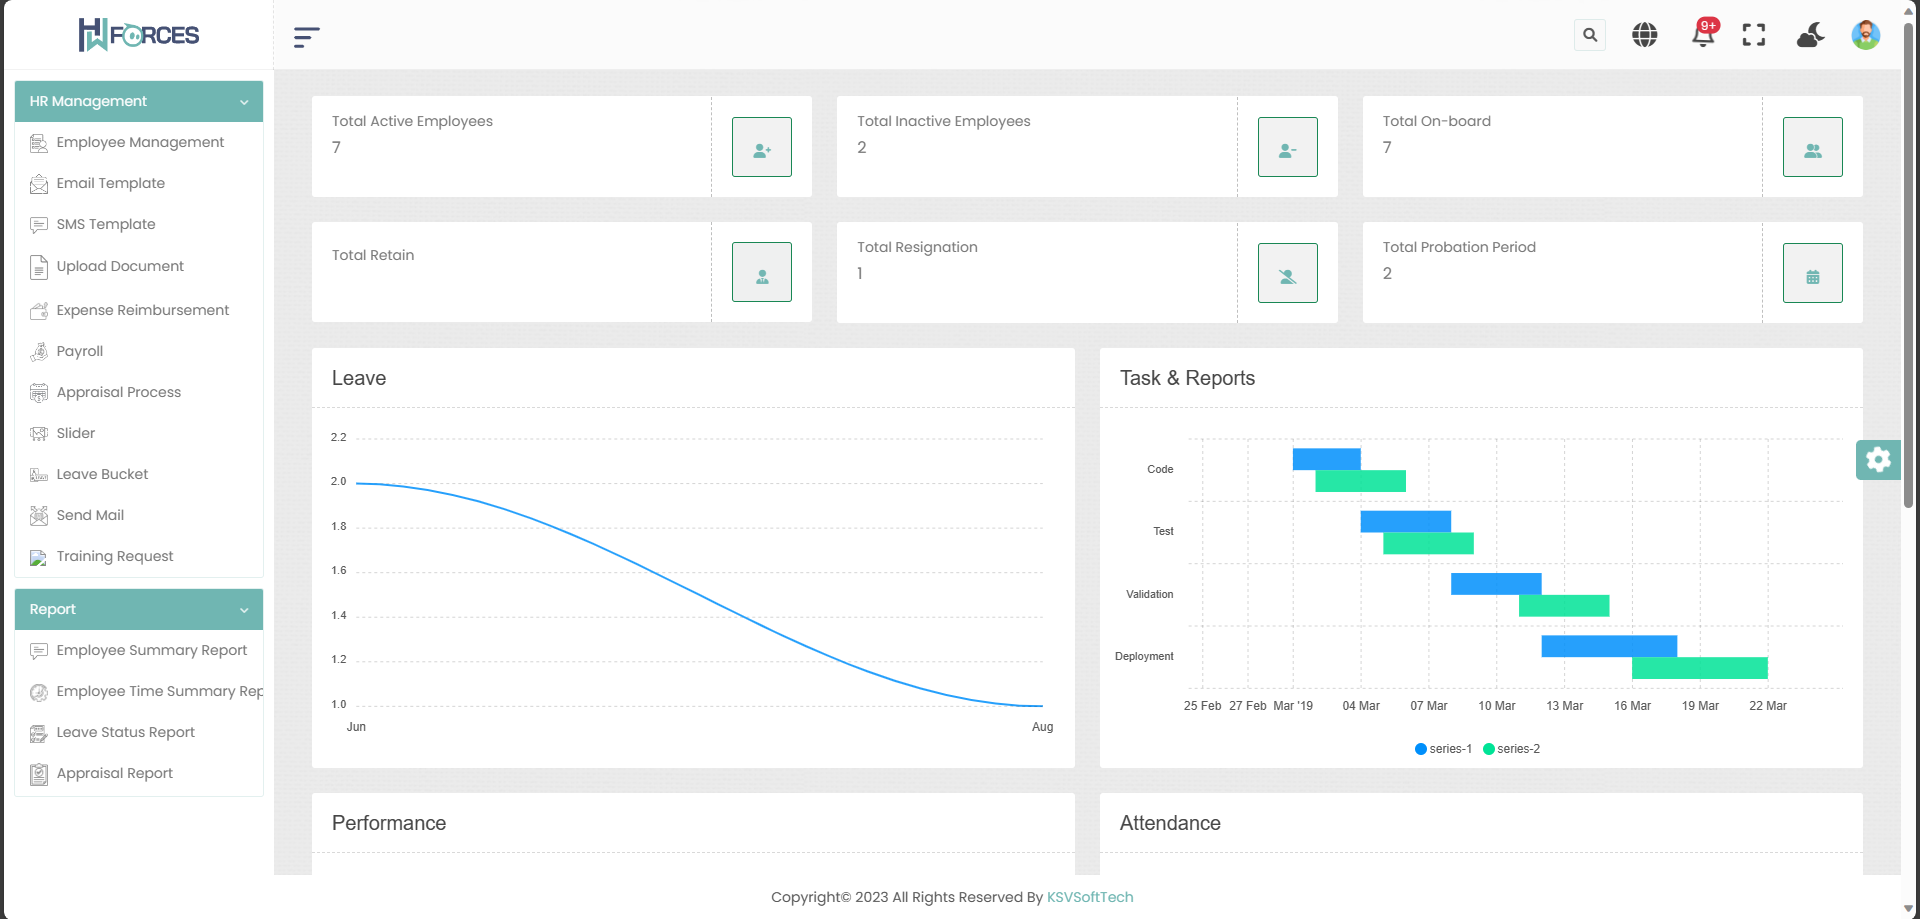 HWFORCES
9+
HR Management
Employee Management
Email Template
SMS Template
Upload Document
Expense Reimbursement
Payroll
Appraisal Process
Slider
Leave Bucket
Send Mail
Training Request
Report
Employee Summary Report
Employee Time Summary Rep
Leave Status Report
Appraisal Report
Total Active Employees
7
Total Inactive Employees
2
Total On-board
7
Total Retain
Total Resignation
1
Total Probation Period
2
Leave
2.2
2.0
1.8
1.6
1.4
1.2
1.0
Jun Aug
Task & Reports
Code
Test
Validation
Deployment
25 Feb 27 Feb Mar '19 04 Mar 07 Mar 10 Mar 13 Mar 16 Mar 19 Mar 22 Mar
series-1 series-2
Performance
Attendance
Copyright© 2023 All Rights Reserved By KSVSoftTech